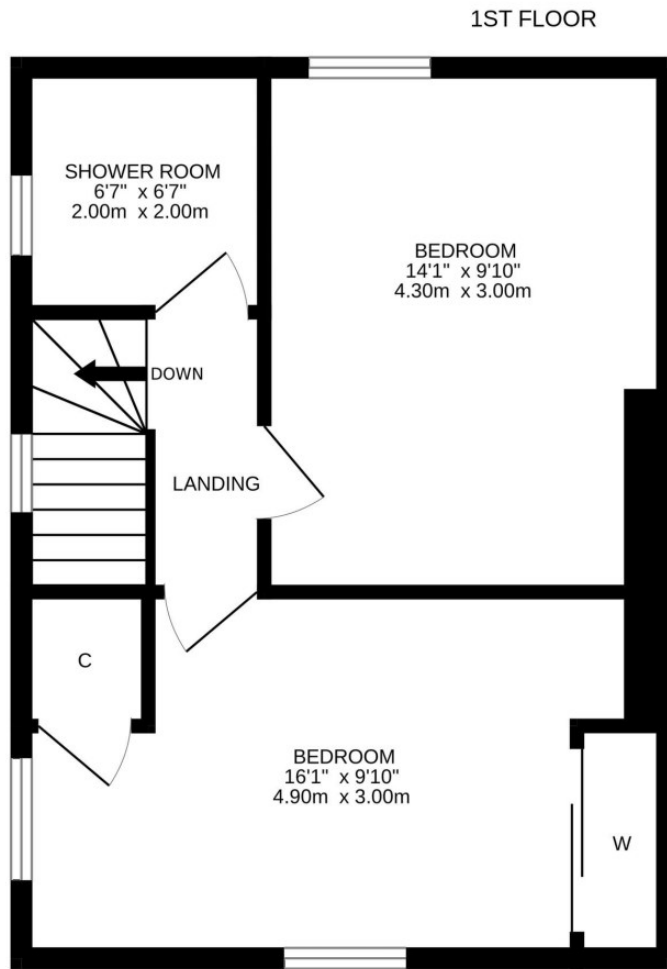 1ST FLOOR
SHOWER ROOM
6'7" x 6'7"
2.00m x 2.00m
BEDROOM
14'1" x 9'10"
4.30m x 3.00m
DOWN
LANDING
C
BEDROOM
16'1" x 9'10"
4.90m x 3.00m
W